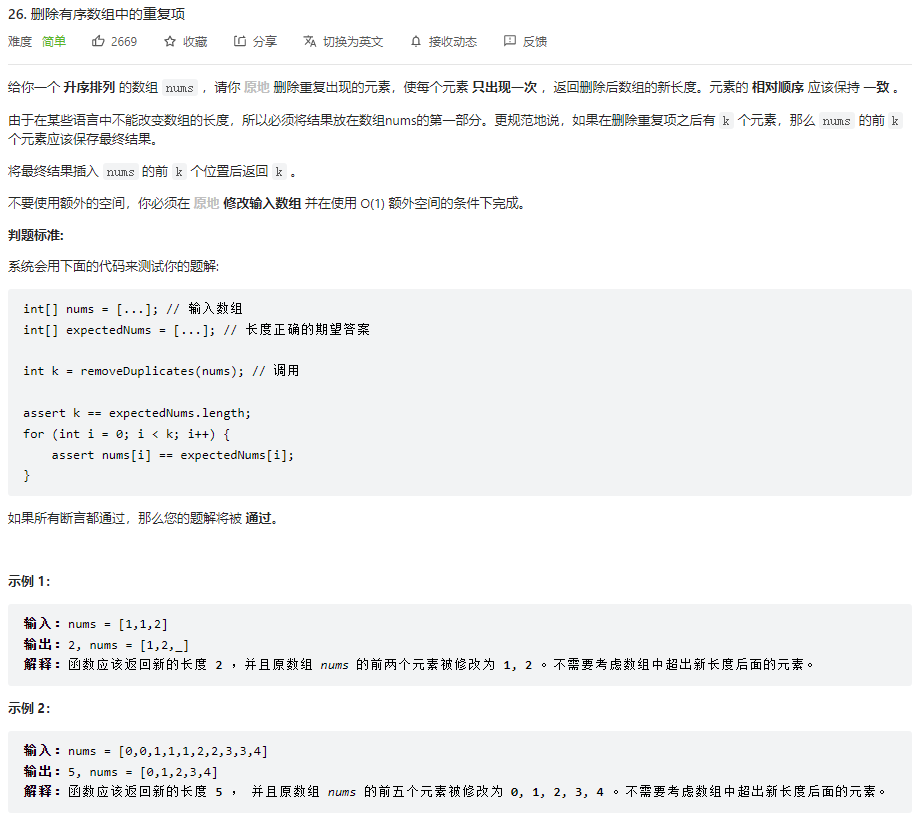 26. 删除有序数组中的重复项
难度 简单 2669 收藏 分享 切换为英文 接收动态 反馈
给你一个 升序排列 的数组 nums ，请你 原地 删除重复出现的元素，使每个元素 只出现一次 ，返回删除后数组的新长度。元素的 相对顺序 应该保持 一致 。
由于在某些语言中不能改变数组的长度，所以必须将结果放在数组nums的第一部分。更规范地说，如果在删除重复项之后有 k 个元素，那么 nums 的前 k
个元素应该保存最终结果。
将最终结果插入 nums 的前 k 个位置后返回 k 。
不要使用额外的空间，你必须在 原地 修改输入数组 并在使用 O(1) 额外空间的条件下完成。
判题标准:
系统会用下面的代码来测试你的题解:
int[] nums = [...]; // 输入数组
int[] expectedNums = [...]; // 长度正确的期望答案
int k = removeDuplicates(nums); // 调用
assert k == expectedNums.length;
for (int i = 0; i < k; i++) {
    assert nums[i] == expectedNums[i];
}
如果所有断言都通过，那么您的题解将被 通过。
示例 1：
输入：nums = [1,1,2]
输出：2, nums = [1,2,_]
解释：函数应该返回新的长度 2 ，并且原数组 nums 的前两个元素被修改为 1, 2 。不需要考虑数组中超出新长度后面的元素。
示例 2：
输入：nums = [0,0,1,1,1,2,2,3,3,4]
输出：5, nums = [0,1,2,3,4]
解释：函数应该返回新的长度 5 ， 并且原数组 nums 的前五个元素被修改为 0, 1, 2, 3, 4 。不需要考虑数组中超出新长度后面的元素。